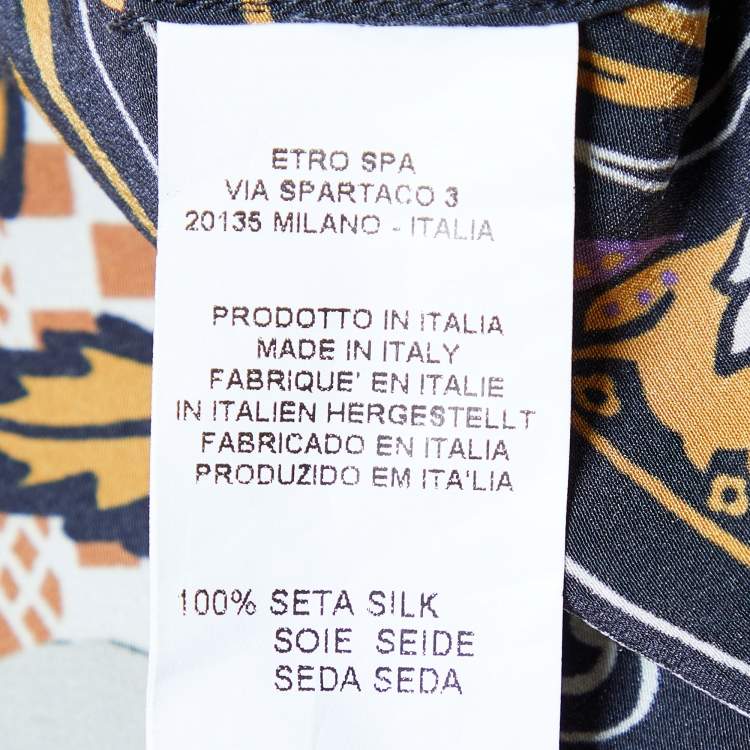 ETRO SPA
VIA SPARTACO 3
20135 MILANO - ITALIA
PRODOTTO IN ITALIA
MADE IN ITALY
FABRIQUE' EN ITALIE
IN ITALIEN HERGESTELLT
FABRICADO EN ITALIA
PRODUZIDO EM ITA'LIA
100% SETA SILK
SOIE SEIDE
SEDA SEDA